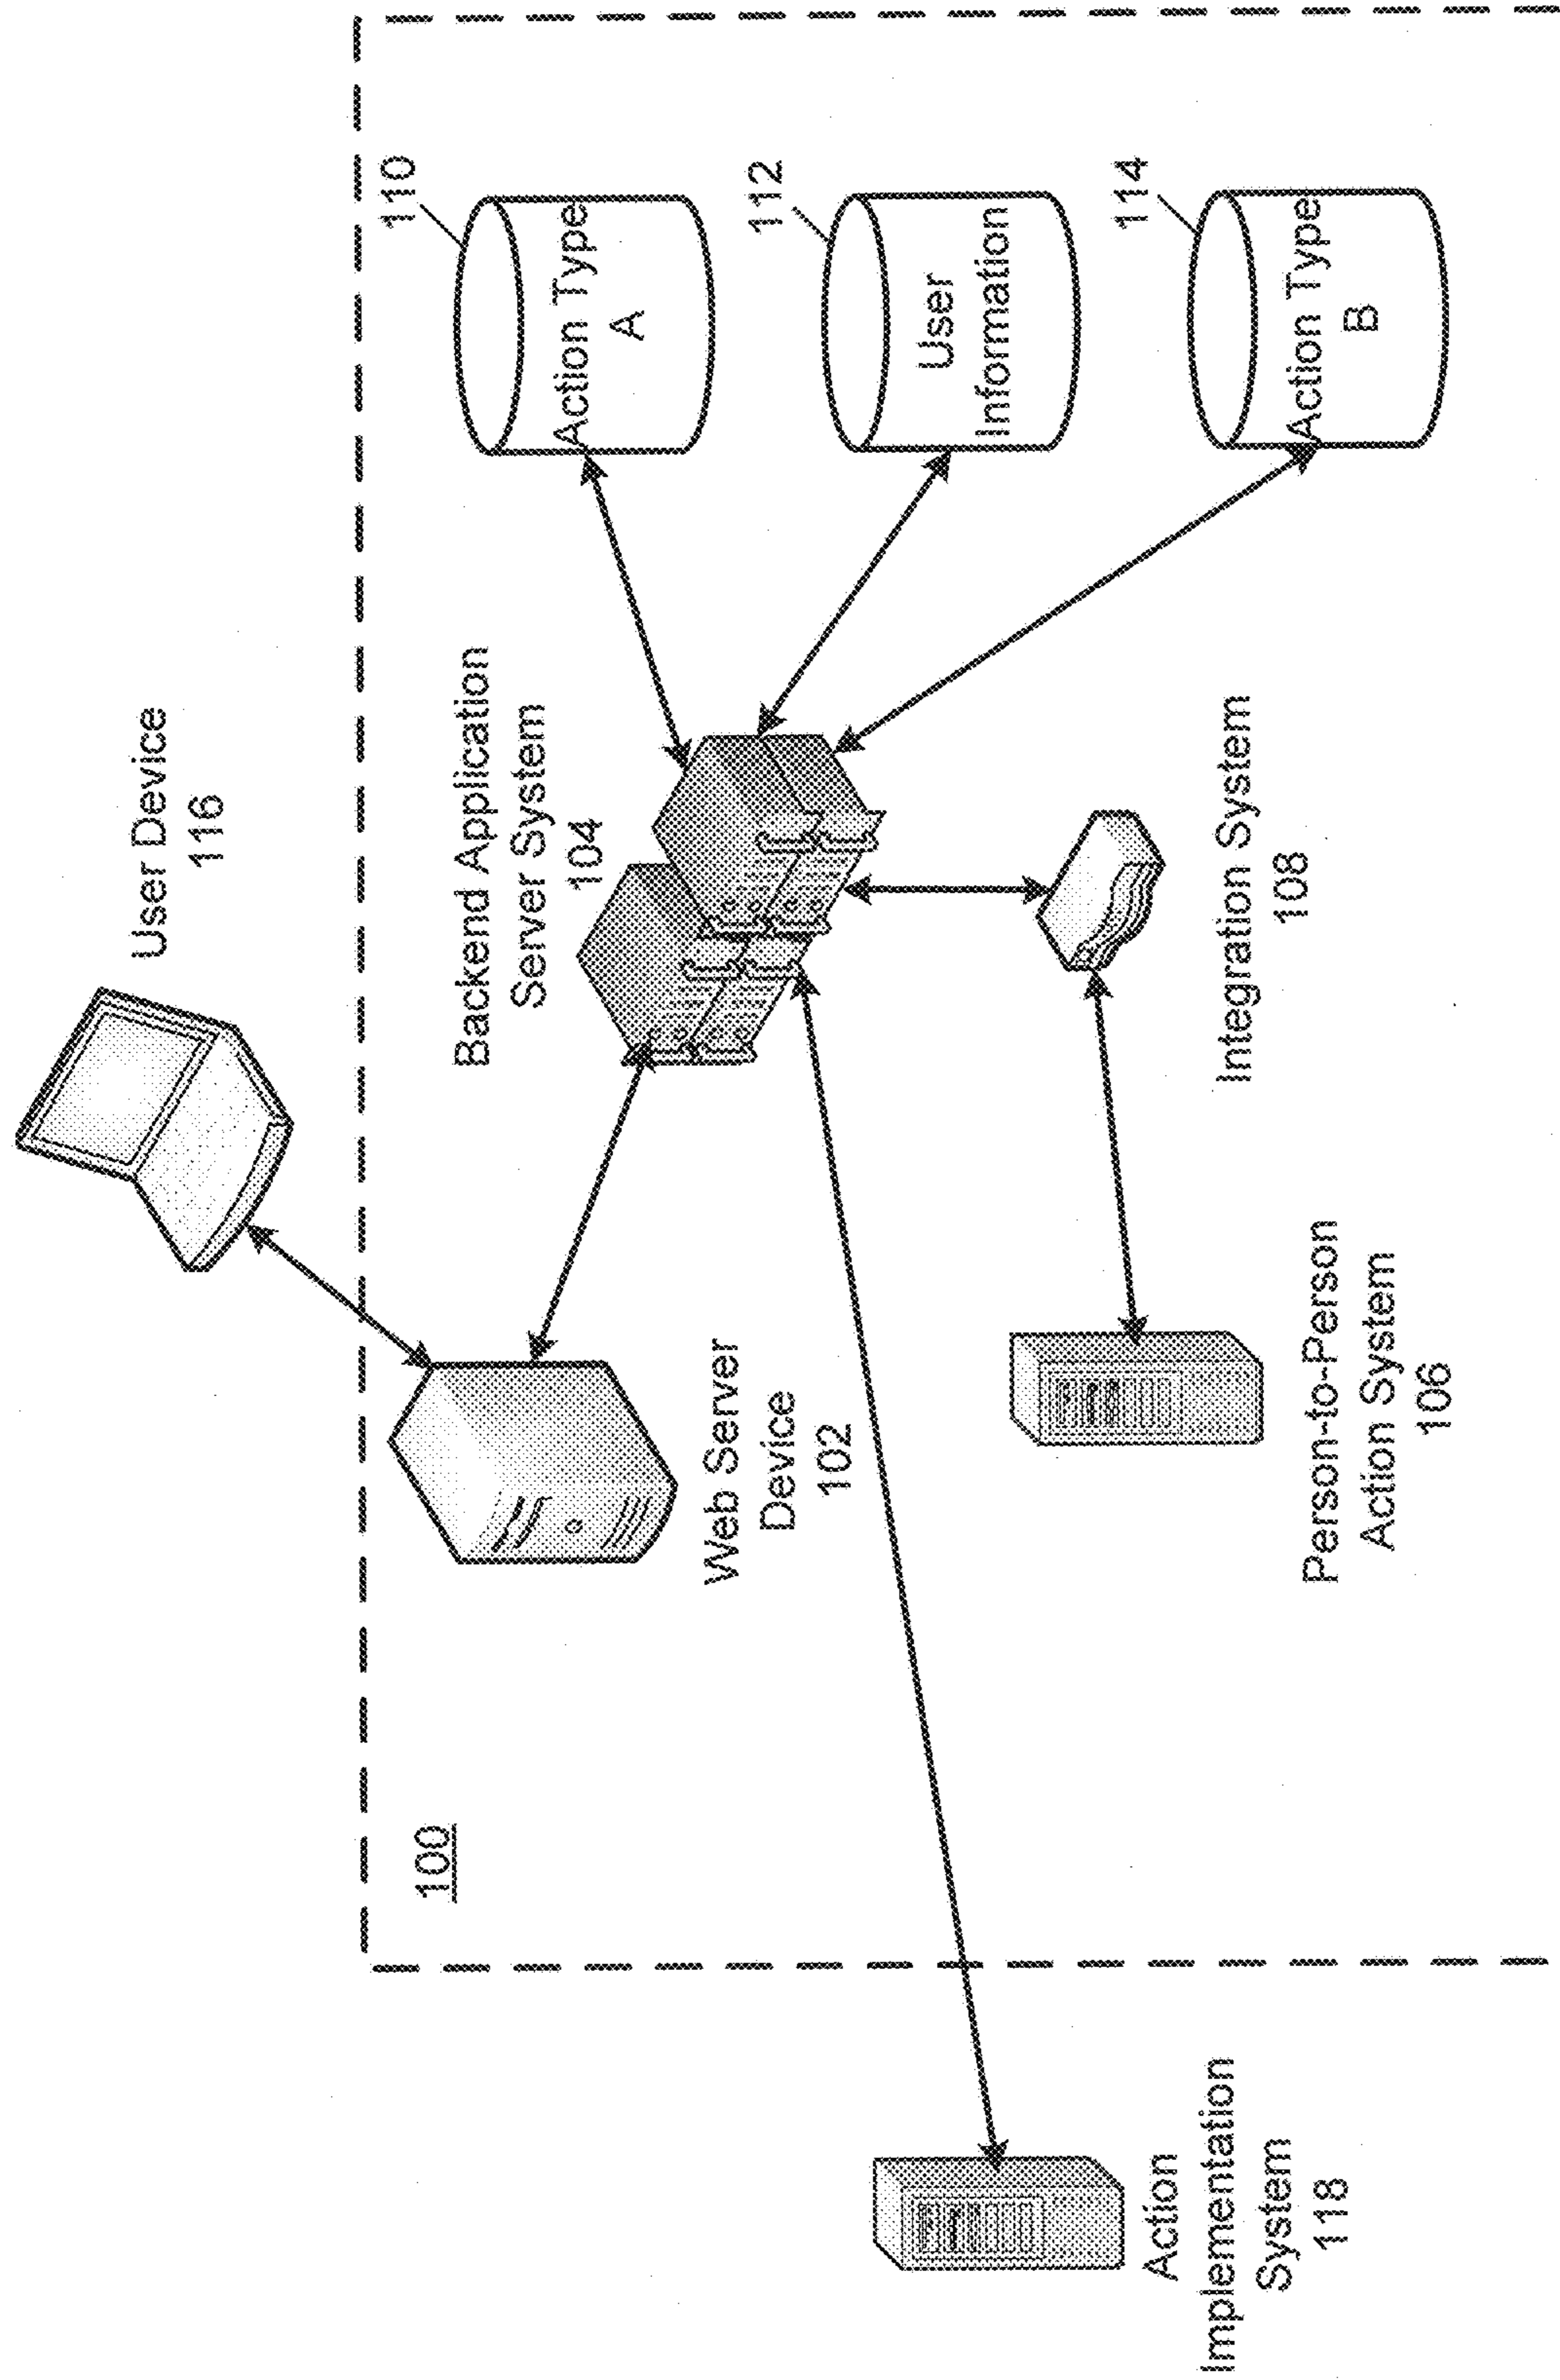 User Device
116
100
Backend Application
Server System
104
110
Action Type
A
Web Server
Device
102
112
User
Information
Action
Implementation
System
118
Person-to-Person
Action System
106
Integration System
108
114
Action Type
B